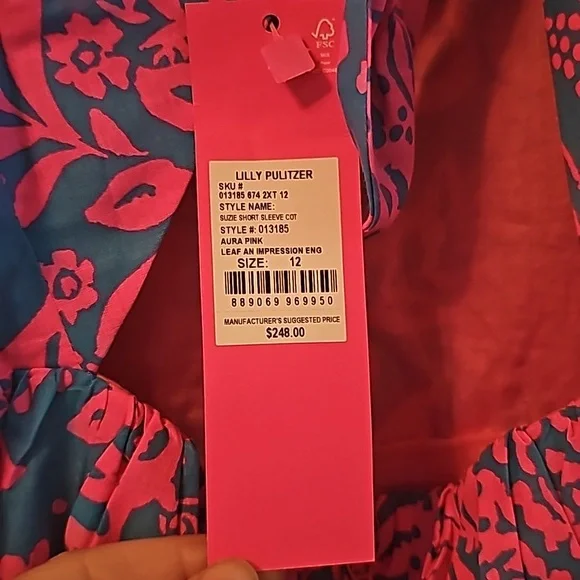 FSC
LILLY PULITZER
SKU #
013185 674 2XT 12
STYLE NAME:
SUZIE SHORT SLEEVE COT
STYLE #: 013185
AURA PINK
LEAF AN IMPRESSION ENG
SIZE: 12
889069 969950
MANUFACTURER'S SUGGESTED PRICE
$248.00